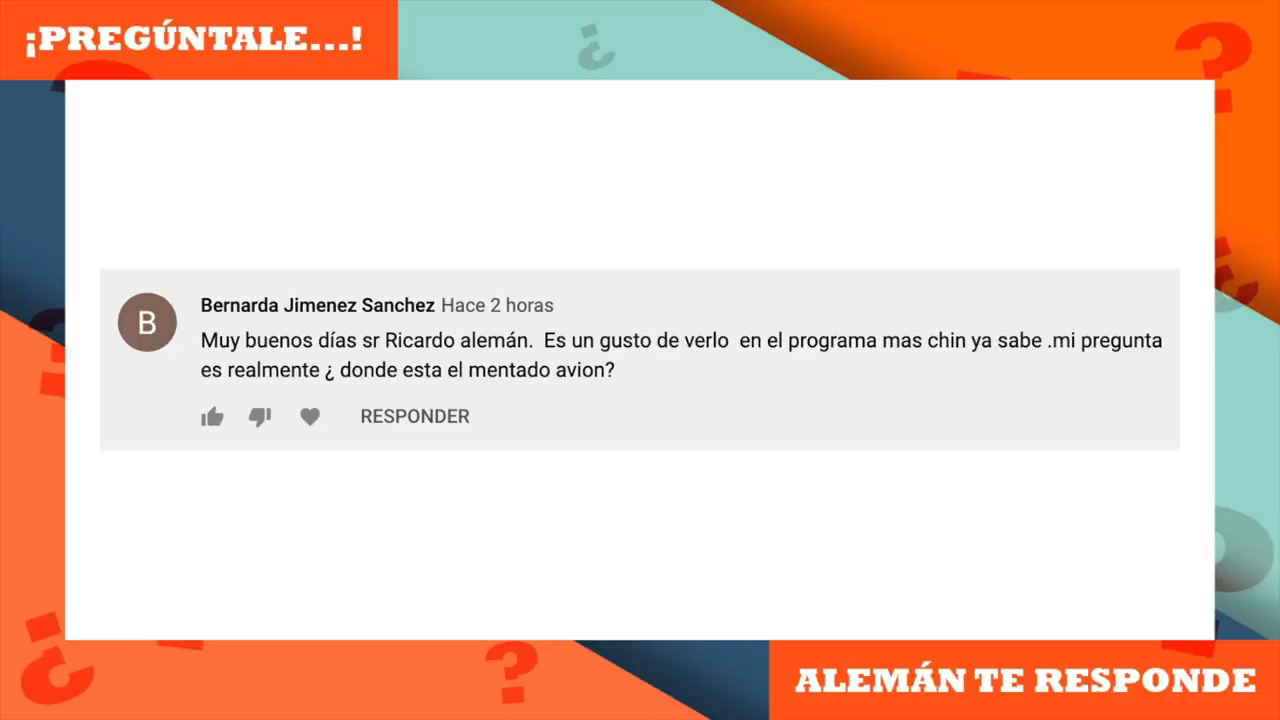 ¡PREGÚNTALE...!
B
Bernarda Jimenez Sanchez Hace 2 horas
Muy buenos días sr Ricardo alemán. Es un gusto de verlo en el programa mas chin ya sabe .mi pregunta
es realmente ¿ donde esta el mentado avion?
RESPONDER
ALEMÁN TE RESPONDE